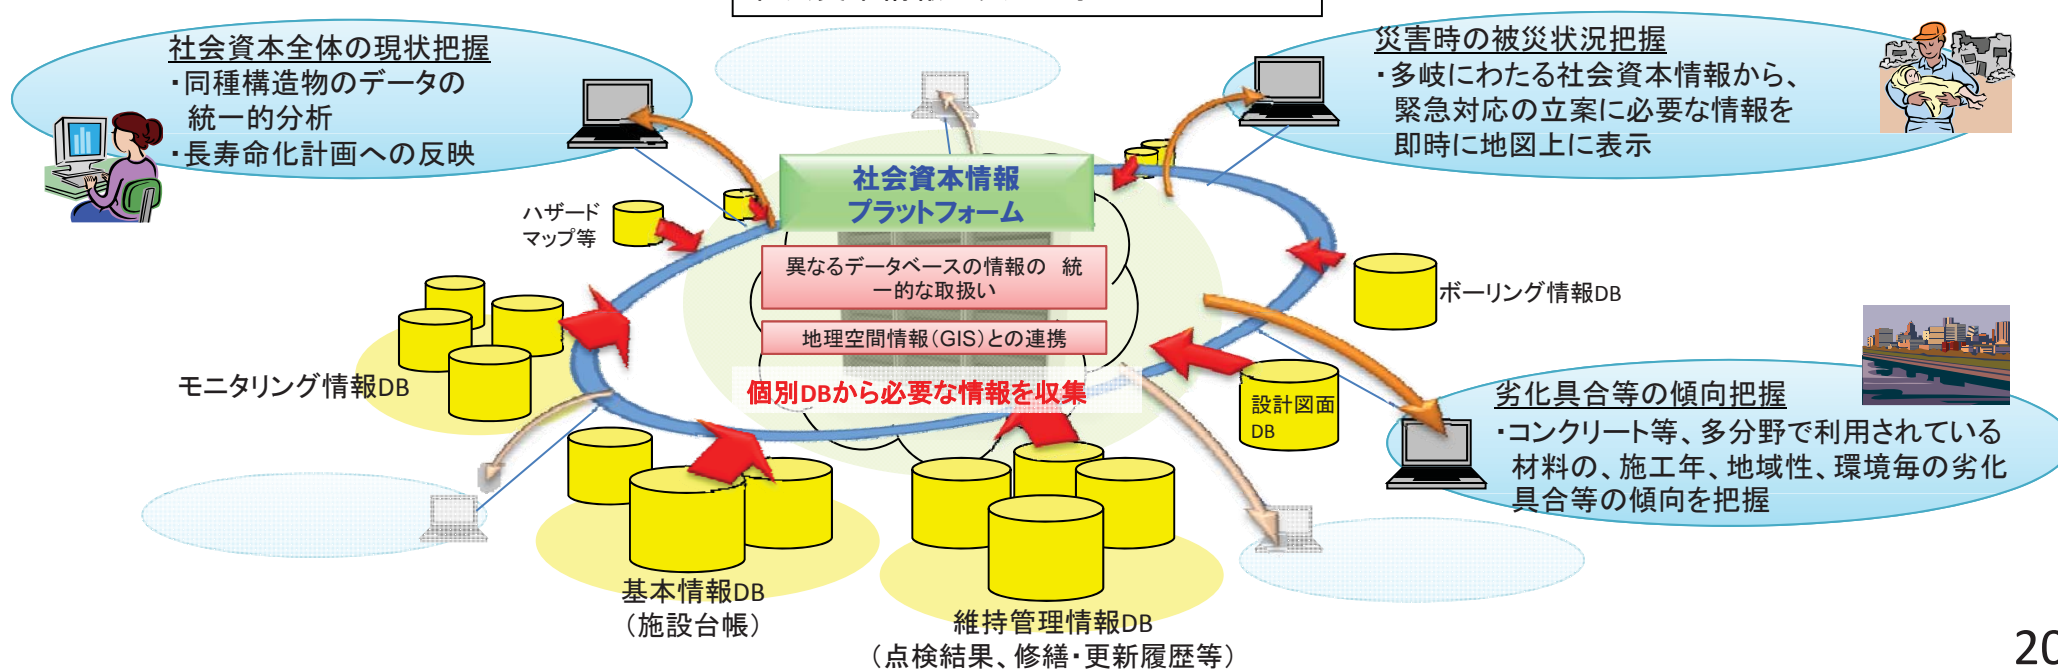 社会資本全体の現状把握
・同種構造物のデータの
統一的分析
・長寿命化計画への反映
災害時の被災状況把握
・多岐にわたる社会資本情報から、
緊急対応の立案に必要な情報を
即時に地図上に表示
社会資本情報
プラットフォーム
ハザード
マップ等
異なるデータベースの情報の 統
一的な取扱い
地理空間情報(GIS)との連携
個別DBから必要な情報を収集
ボーリング情報DB
モニタリング情報DB
設計図面
DB
劣化具合等の傾向把握
・コンクリート等、多分野で利用されている
材料の、施工年、地域性、環境毎の劣化
具合等の傾向を把握
基本情報DB
(施設台帳)
維持管理情報DB
(点検結果、修繕・更新履歴等)
20